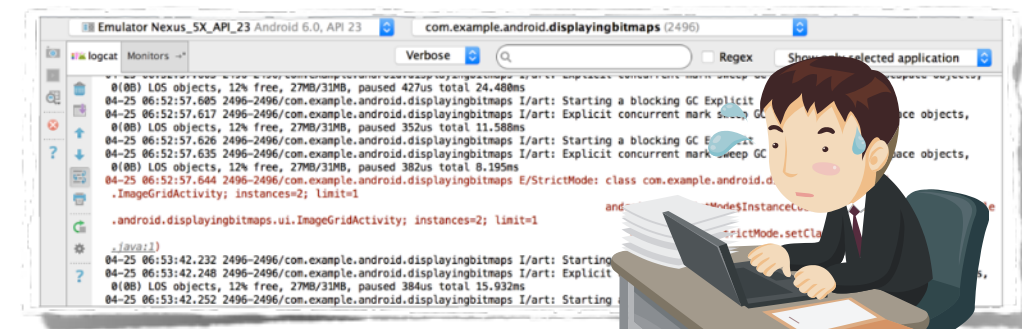 Emulator Nexus_5X_API_23 Android 6.0, API 23
com.example.android.displayingbitmaps (2496)
logcat
Monitors
Verbose
Regex
Show only selected application
0(0B) LOS objects, 12% free, 27MB/31MB, paused 427us total 24.480ms
04-25 06:52:57.605 2496-2496/com.example.android.displayingbitmaps I/art: Starting a blocking GC Explicit
04-25 06:52:57.617 2496-2496/com.example.android.displayingbitmaps I/art: Explicit concurrent mark sweep GC objects,
0(0B) LOS objects, 12% free, 27MB/31MB, paused 352us total 11.588ms
04-25 06:52:57.626 2496-2496/com.example.android.displayingbitmaps I/art: Starting a blocking GC
04-25 06:52:57.635 2496-2496/com.example.android.displayingbitmaps I/art: Explicit concurrent mark sweep GC objects,
0(0B) LOS objects, 12% free, 27MB/31MB, paused 382us total 8.195ms
04-25 06:52:57.644 2496-2496/com.example.android.displayingbitmaps E/StrictMode: class com.example.android.d
.ImageGridActivity; instances=2; limit=1
.android.displayingbitmaps.ui.ImageGridActivity; instances=2; limit=1
.java:1)
04-25 06:53:42.232 2496-2496/com.example.android.displayingbitmaps I/art: Starting
04-25 06:53:42.248 2496-2496/com.example.android.displayingbitmaps I/art: Explicit
0(0B) LOS objects, 12% free, 27MB/31MB, paused 384us total 15.932ms
04-25 06:53:42.252 2496-2496/com.example.android.displayingbitmaps I/art: Starting